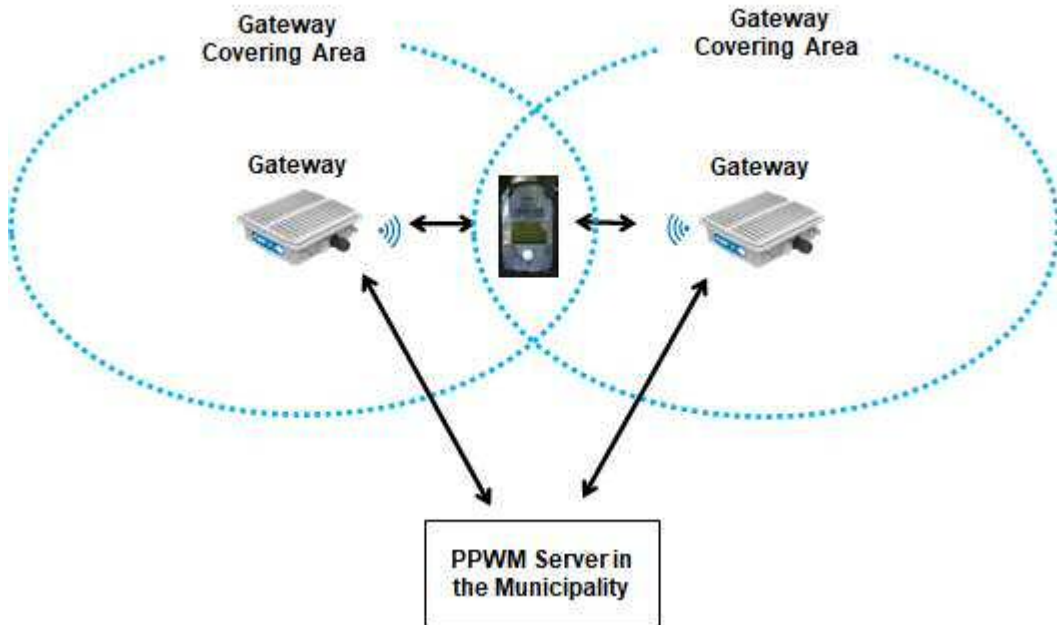 Gateway
Covering Area
Gateway
Covering Area
Gateway
Gateway
PPWM Server in
the Municipality